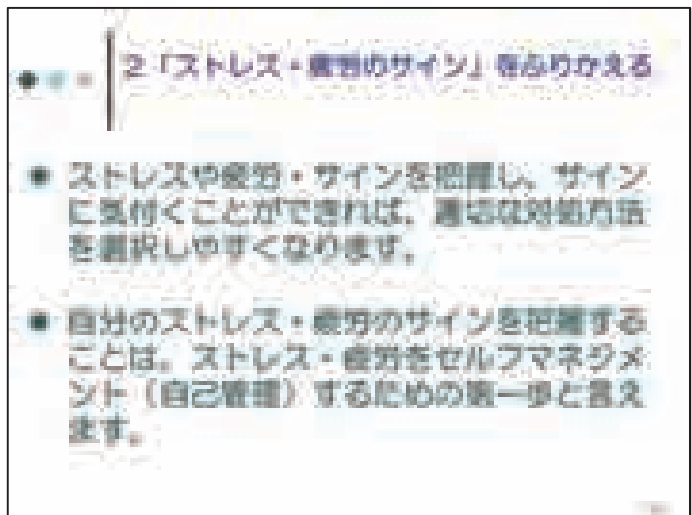 2「ストレス・疲労のサイン」をふりかえる
ストレスや疲労・サインを把握し、サイン
に気付くことができれば、適切な対処方法
を選択しやすくなります。
自分のストレス・疲労のサインを把握する
ことは、ストレス・疲労をセルフマネジメ
ント（自己管理）するための第一歩と言え
ます。